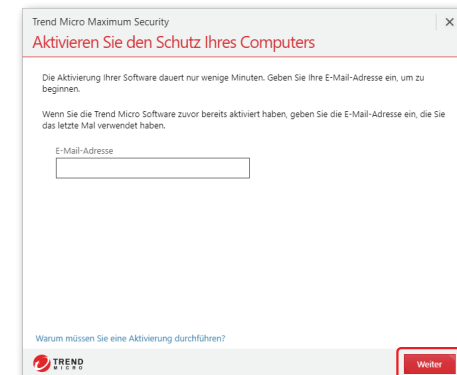 Trend Micro Maximum Security
Aktivieren Sie den Schutz Ihres Computers
Die Aktivierung Ihrer Software dauert nur wenige Minuten. Geben Sie Ihre E-Mail-Adresse ein, um zu
beginnen.
Wenn Sie die Trend Micro Software zuvor bereits aktiviert haben, geben Sie die E-Mail-Adresse ein, die Sie
das letzte Mal verwendet haben.
E-Mail-Adresse
Warum müssen Sie eine Aktivierung durchführen?
TREND
MICRO
Weiter